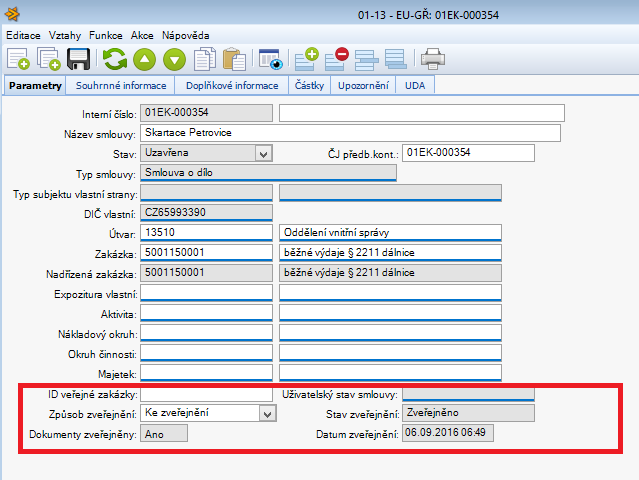 01-13 - EU-GŘ: 01EK-000354
Editace Vztahy Funkce Akce Nápověda
Parametry Souhrnné informace Doplňkové informace Částky Upozornění UDA
Interní číslo: 01EK-000354
Název smlouvy: Skartace Petrovice
Stav: Uzavřena ČJ předb.kont.: 01EK-000354
Typ smlouvy: Smlouva o dílo
Typ subjektu vlastní strany:
DIČ vlastní: CZ65993390
Útvar: 13510 Oddělení vnitřní správy
Zakázka: 5001150001 běžné výdaje § 2211 dálnice
Nadřízená zakázka: 5001150001 běžné výdaje § 2211 dálnice
Expozitura vlastní:
Aktivita:
Nákladový okruh:
Okruh činnosti:
Majetek:
ID veřejné zakázky: Uživatelský stav smlouvy:
Způsob zveřejnění: Ke zveřejnění Stav zveřejnění: Zveřejněno
Dokumenty zveřejněny: Ano Datum zveřejnění: 06.09.2016 06:49